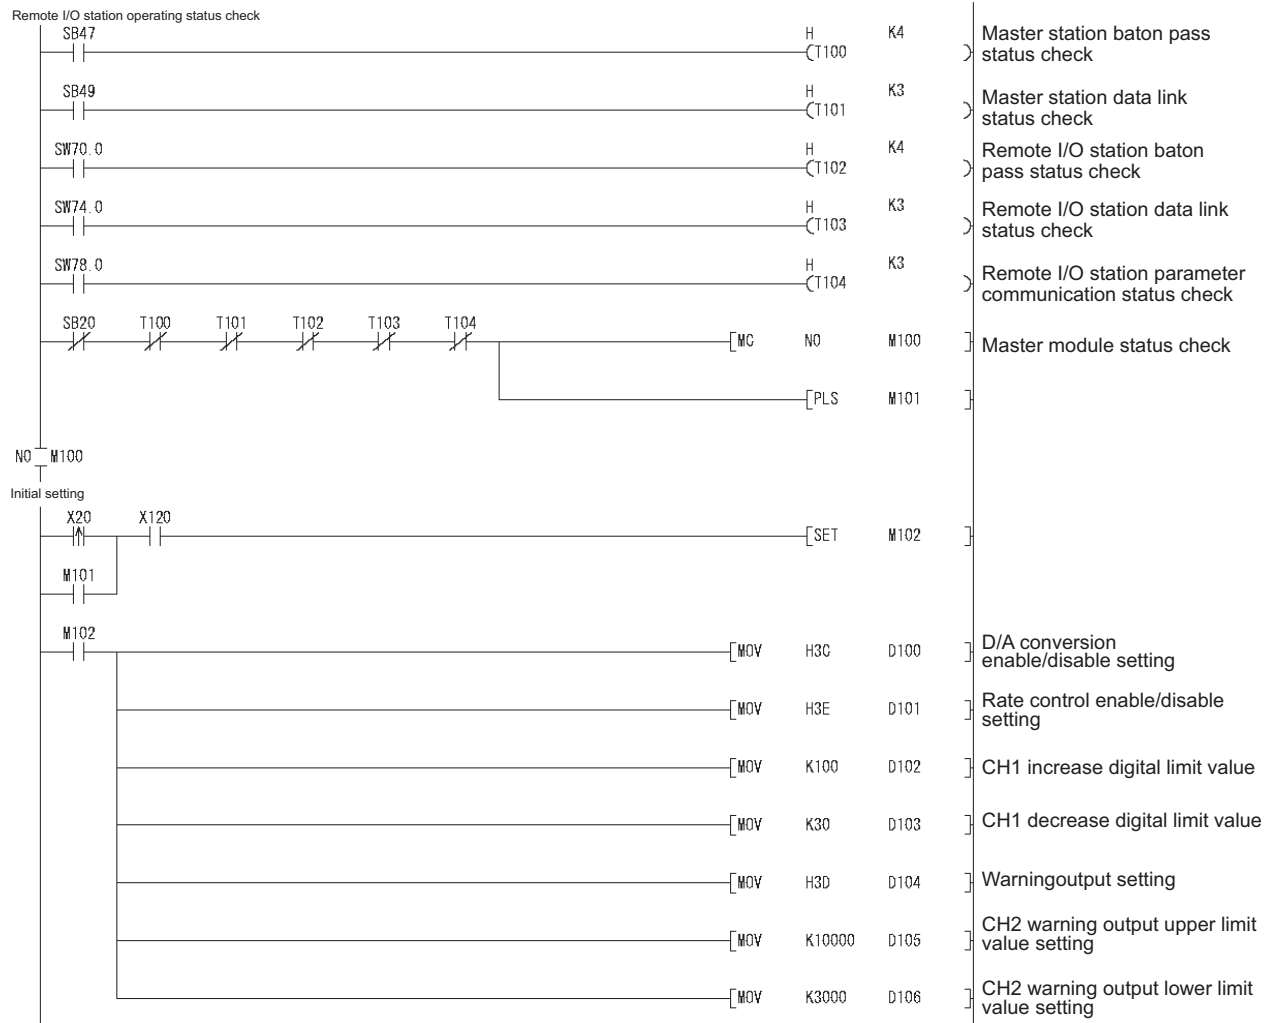 Remote I/O station operating status check
SB47 H K4 Master station baton pass
(T100 ) status check
SB49 H K3 Master station data link
(T101 ) status check
SW70.0 H K4 Remote I/O station baton
(T102 ) pass status check
SW74.0 H K3 Remote I/O station data link
(T103 ) status check
SW78.0 H K3 Remote I/O station parameter
(T104 ) communication status check
SB20 T100 T101 T102 T103 T104
[MC N0 M100 ] Master module status check
[PLS M101 ]
N0 M100
Initial setting
X20 X120
[SET M102 ]
M101
M102
[MOV H3C D100 ] D/A conversion
enable/disable setting
[MOV H3E D101 ] Rate control enable/disable
setting
[MOV K100 D102 ] CH1 increase digital limit value
[MOV K30 D103 ] CH1 decrease digital limit value
[MOV H3D D104 ] Warningoutput setting
[MOV K10000 D105 ] CH2 warning output upper limit
value setting
[MOV K3000 D106 ] CH2 warning output lower limit
value setting